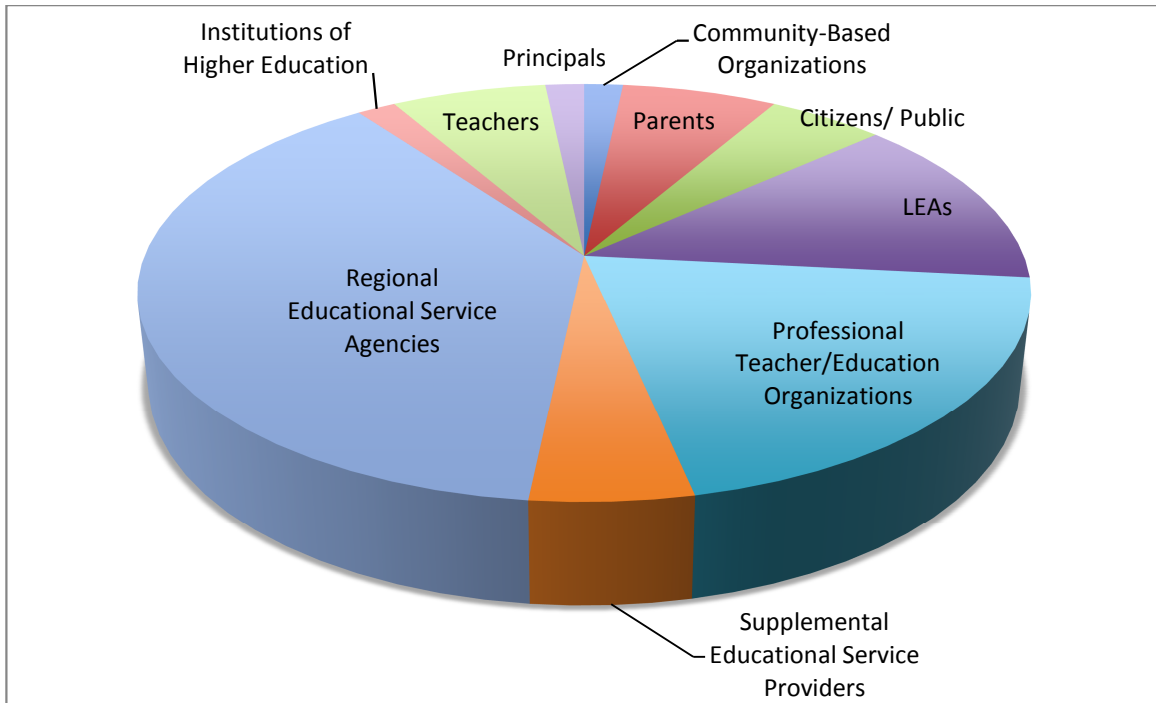 Institutions of
Higher Education
Principals
Community-Based
Organizations
Teachers
Parents
Citizens/ Public
LEAs
Regional
Educational Service
Agencies
Professional
Teacher/Education
Organizations
Supplemental
Educational Service
Providers